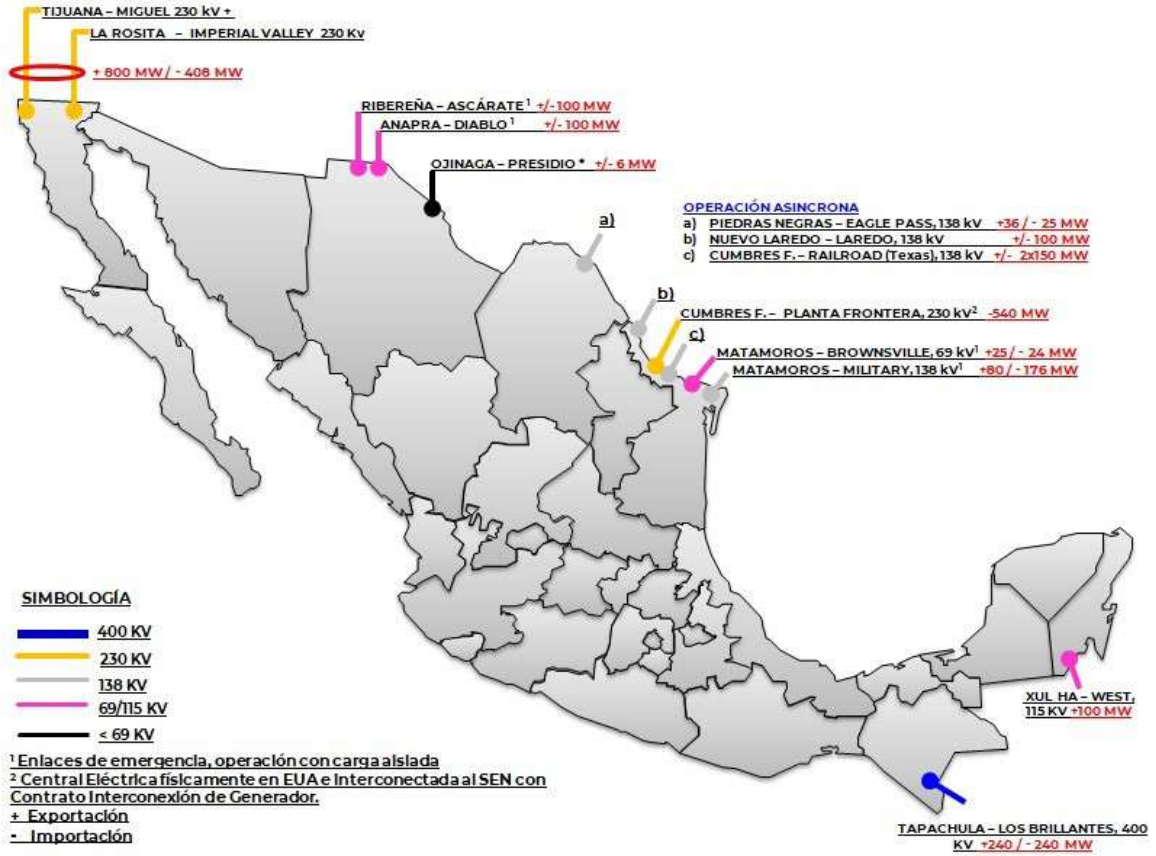 TIJUANA – MIGUEL 230 kV +
LA ROSITA – IMPERIAL VALLEY 230 Kv
+ 800 MW / - 408 MW
RIBEREÑA – ASCÁRATE ¹ +/- 100 MW
ANAPRA – DIABLO ¹ +/- 100 MW
OJINAGA – PRESIDIO * +/- 6 MW
OPERACIÓN ASINCRONA
a) PIEDRAS NEGRAS – EAGLE PASS, 138 kV +36 / - 25 MW
b) NUEVO LAREDO – LAREDO, 138 kV +/- 100 MW
c) CUMBRES F. – RAILROAD (Texas), 138 kV +/- 2x150 MW
a)
b)
CUMBRES F. – PLANTA FRONTERA, 230 kV² -540 MW
c)
MATAMOROS – BROWNSVILLE, 69 kV¹ +25 / - 24 MW
MATAMOROS – MILITARY, 138 kV¹ +80 / - 176 MW
SIMBOLOGÍA
400 KV
230 KV
138 KV
69/115 KV
< 69 KV
¹ Enlaces de emergencia, operación con carga aislada
² Central Eléctrica físicamente en EUA e Interconectada al SEN con
Contrato Interconexión de Generador.
+ Exportación
- Importación
XUL HA – WEST,
115 KV +100 MW
TAPACHULA – LOS BRILLANTES, 400
KV +240 / - 240 MW